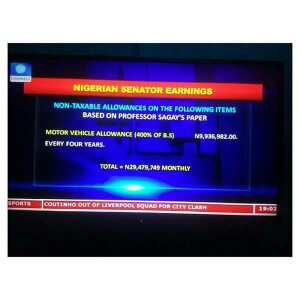 CHANNELS
NIGERIAN SENATOR EARNINGS
NON-TAXABLE ALLOWANCES ON THE FOLLOWING ITEMS
BASED ON PROFESSOR SAGAY'S PAPER
MOTOR VEHICLE ALLOWANCE (400% OF B.S) N9,936,982.00.
EVERY FOUR YEARS.
TOTAL = N29,479,749 MONTHLY
SPORTS COUTINHO OUT OF LIVERPOOL SQUAD FOR CITY CLASH 19:02